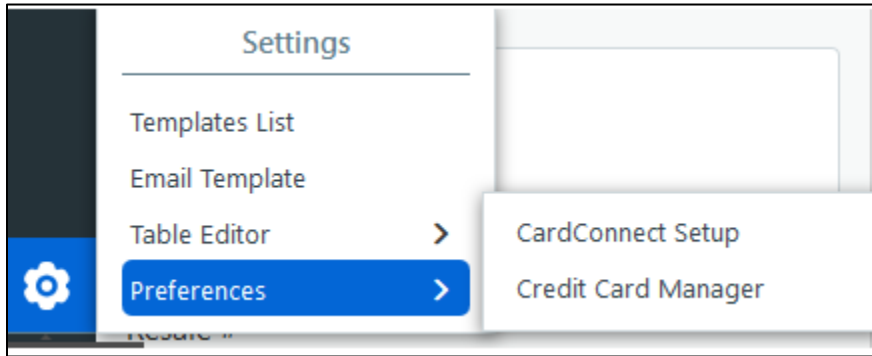 Settings
Templates List
Email Template
Table Editor
Preferences
CardConnect Setup
Credit Card Manager